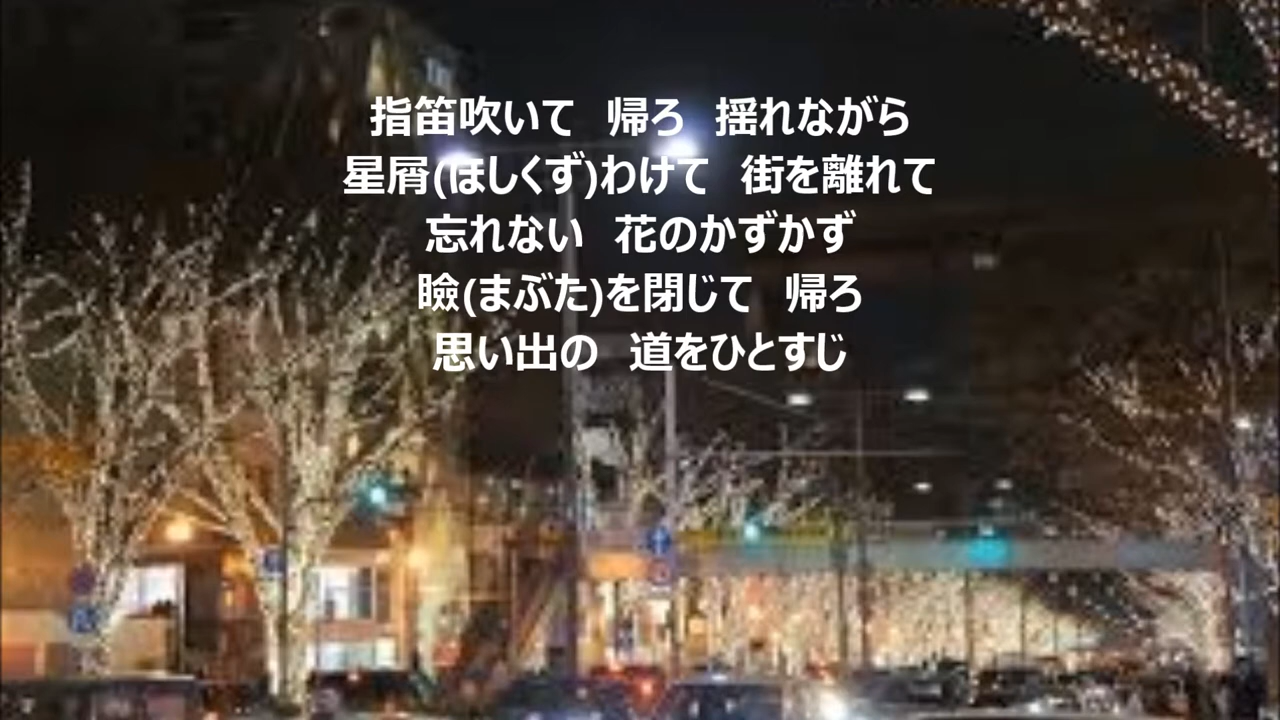 指笛吹いて　帰ろ　揺れながら
星屑(ほしくず)わけて　街を離れて
忘れない　花のかずかず
瞼(まぶた)を閉じて　帰ろ
思い出の　道をひとすじ